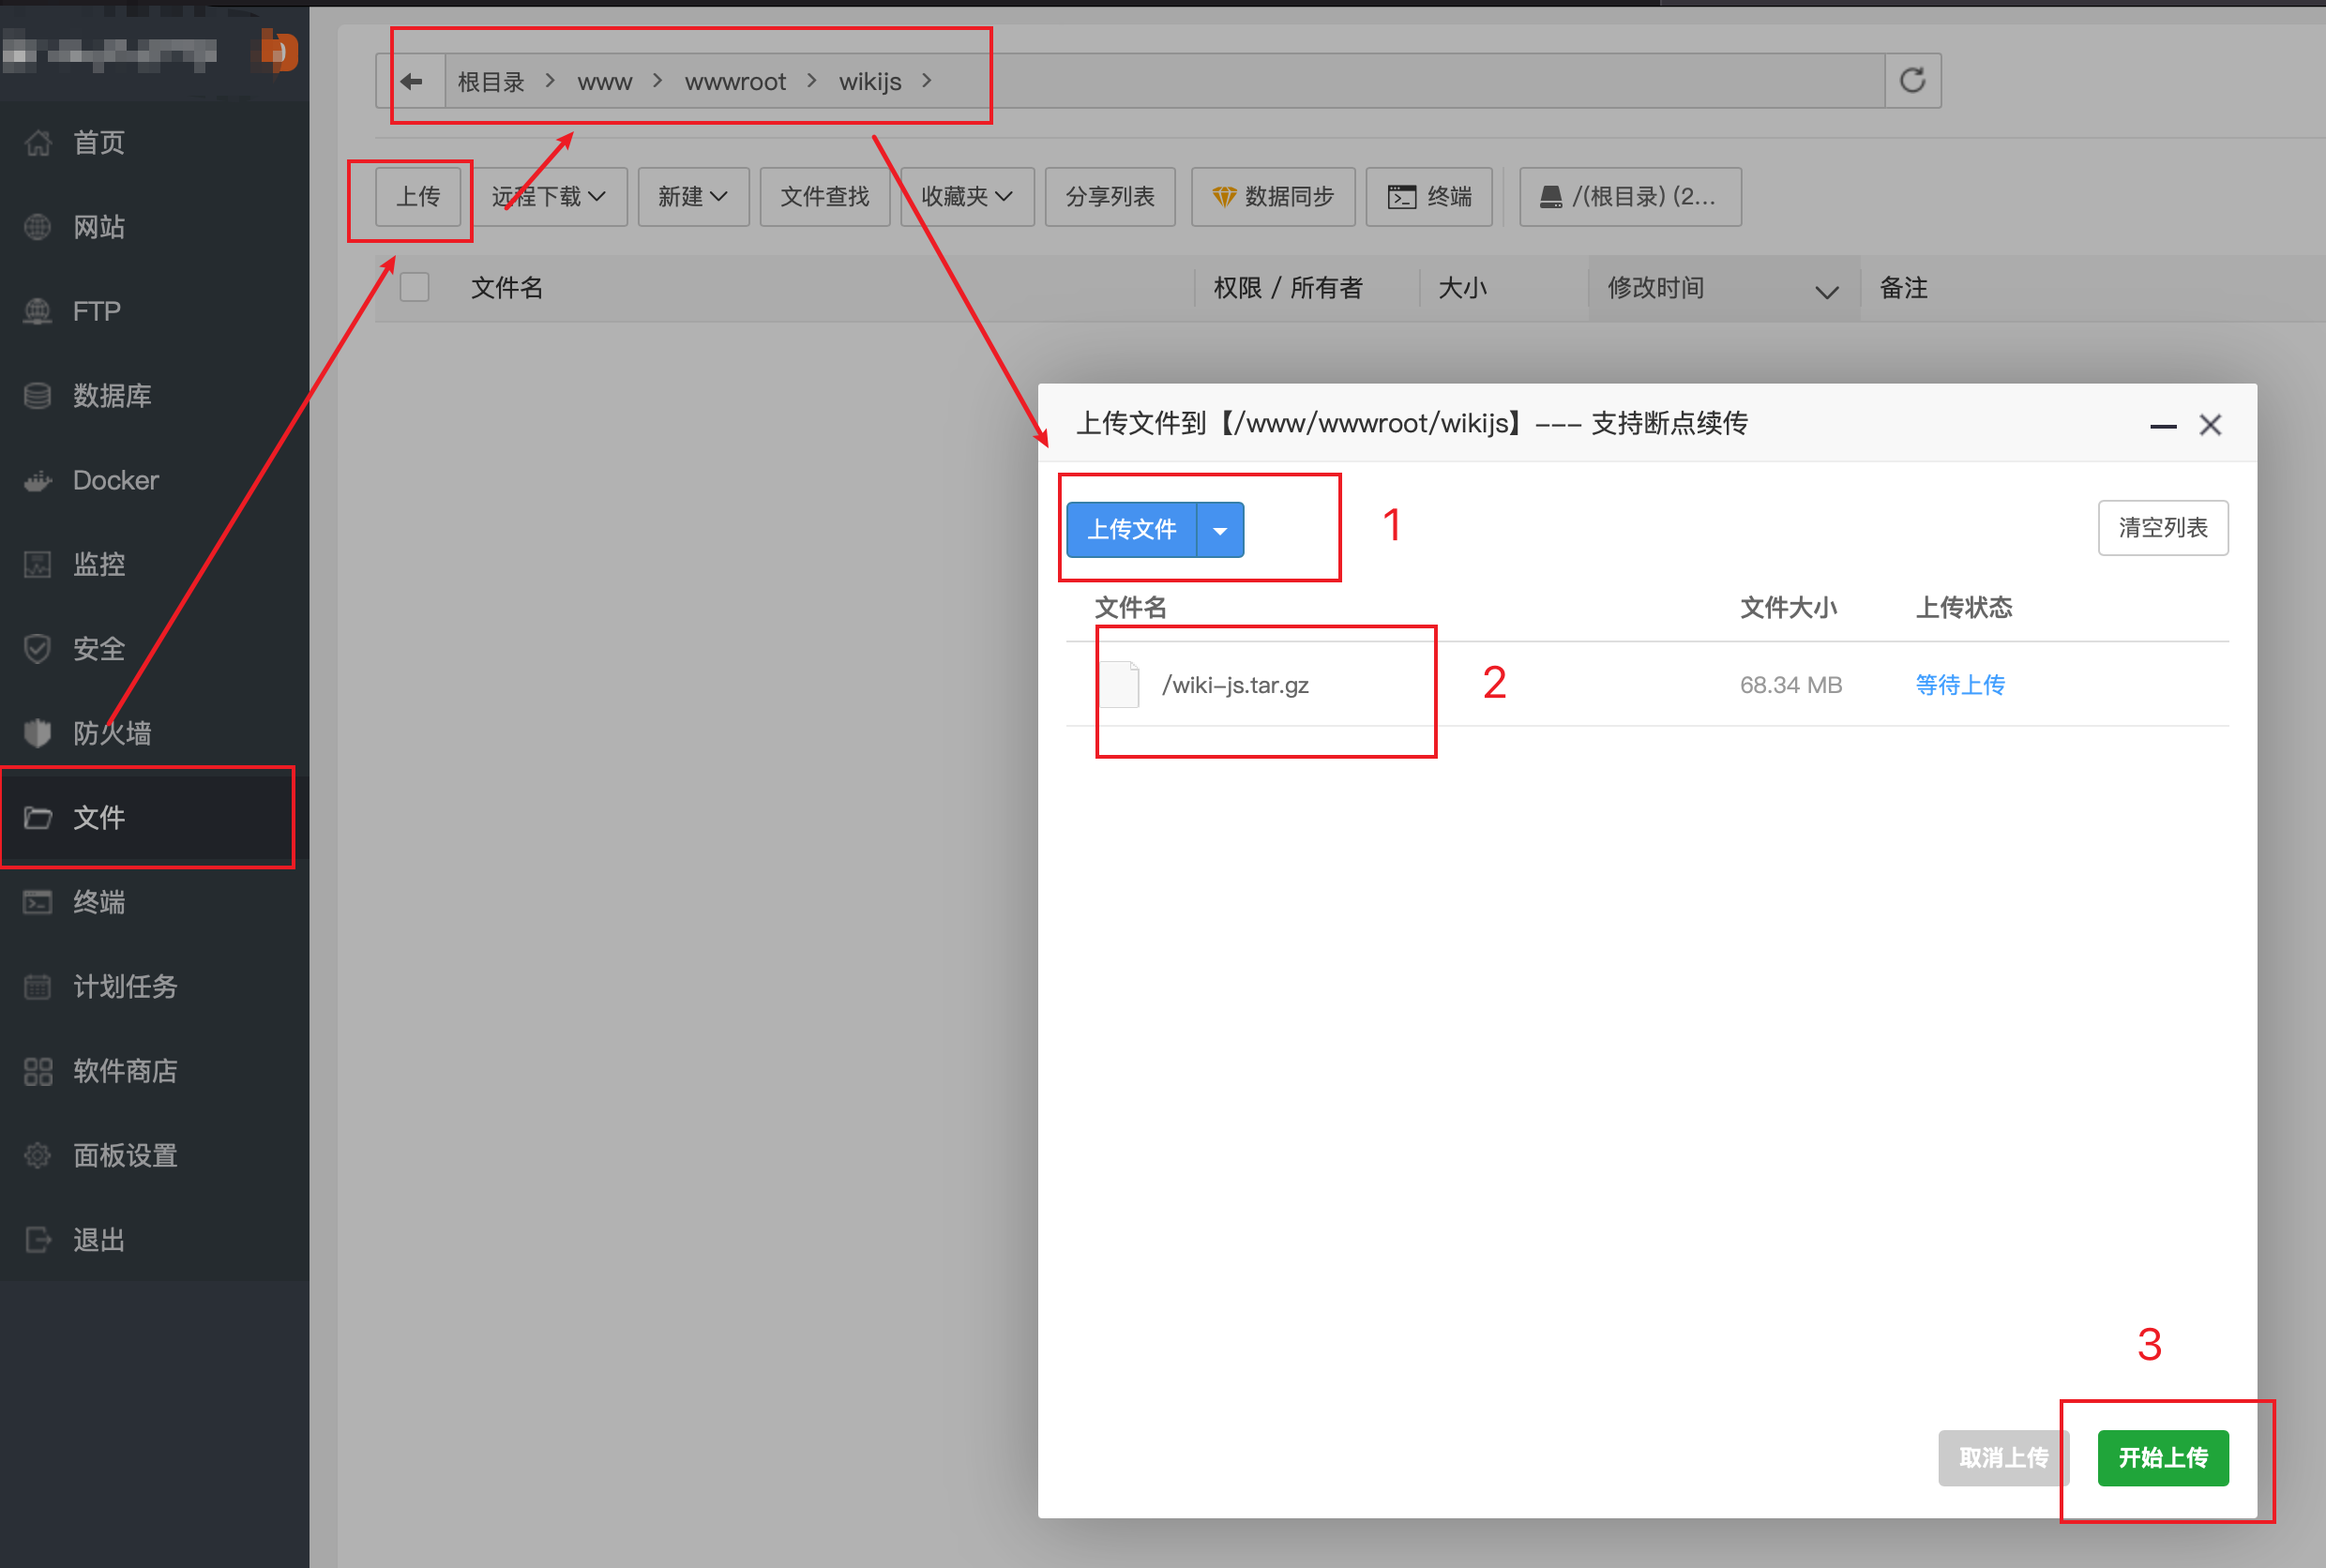 首页
网站
FTP
数据库
Docker
监控
安全
防火墙
文件
终端
计划任务
软件商店
面板设置
退出
根目录 > www > wwwroot > wikijs >
上传 远程下载 新建 文件查找 收藏夹 分享列表 数据同步 终端 /(根目录) (2...
文件名 权限 / 所有者 大小 修改时间 备注
上传文件到【/www/wwwroot/wikijs】--- 支持断点续传
上传文件 1 清空列表
文件名 文件大小 上传状态
/wiki-js.tar.gz 2 68.34 MB 等待上传
3
取消上传 开始上传